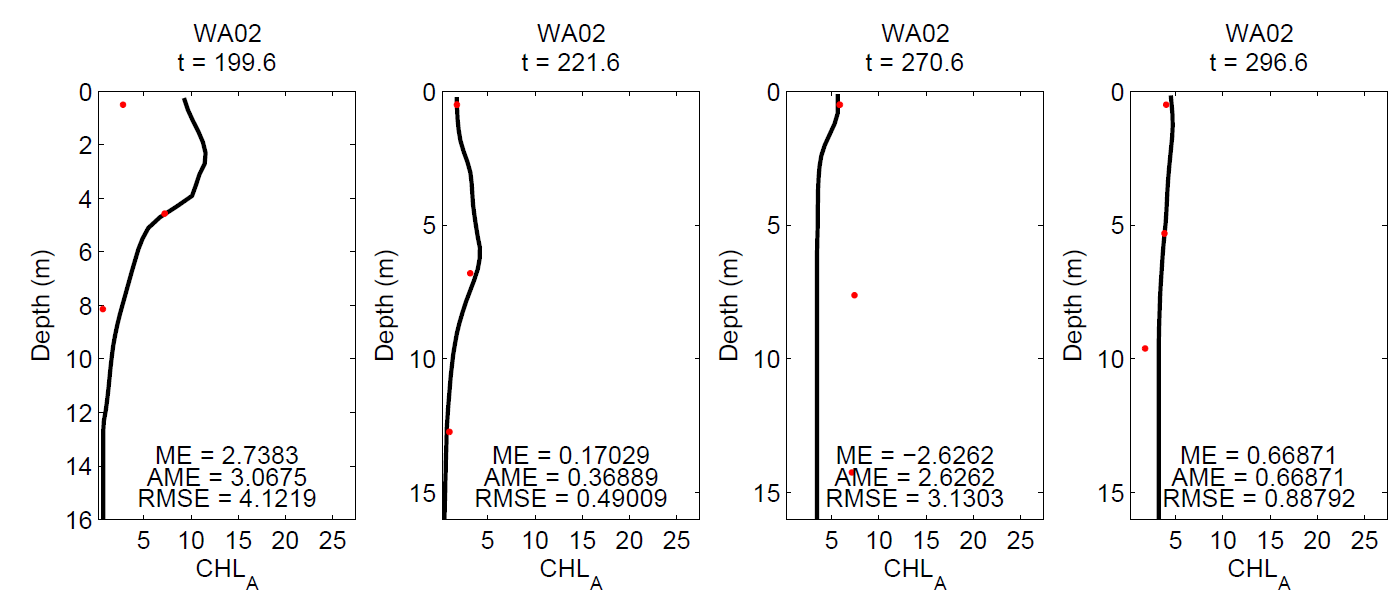 WA02
t = 199.6
0
2
4
6
8
10
12
14
16
Depth (m)
ME = 2.7383
AME = 3.0675
RMSE = 4.1219
5 10 15 20 25
CHL_A
WA02
t = 221.6
0
5
10
15
Depth (m)
ME = 0.17029
AME = 0.36889
RMSE = 0.49009
5 10 15 20 25
CHL_A
WA02
t = 270.6
0
5
10
15
Depth (m)
ME = −2.6262
AME = 2.6262
RMSE = 3.1303
5 10 15 20 25
CHL_A
WA02
t = 296.6
0
5
10
15
Depth (m)
ME = 0.66871
AME = 0.66871
RMSE = 0.88792
5 10 15 20 25
CHL_A